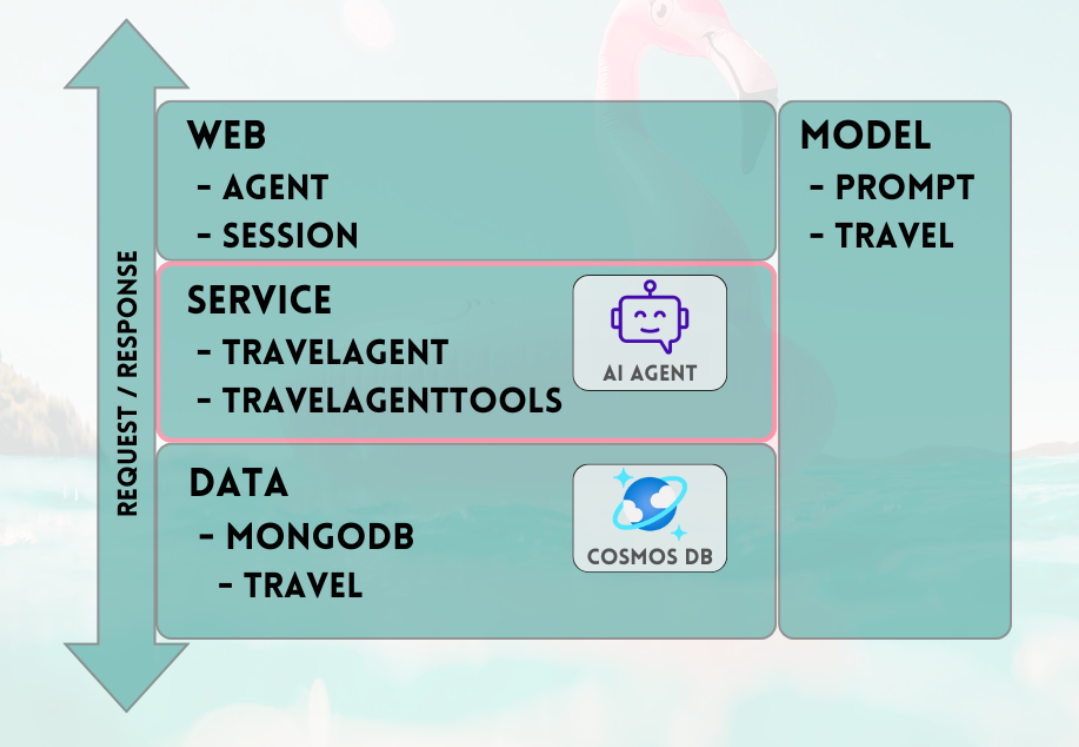 REQUEST / RESPONSE
WEB
- AGENT
- SESSION
SERVICE
- TRAVELAGENT
- TRAVELAGENTTOOLS
AI AGENT
DATA
- MONGODB
- TRAVEL
COSMOS DB
MODEL
- PROMPT
- TRAVEL